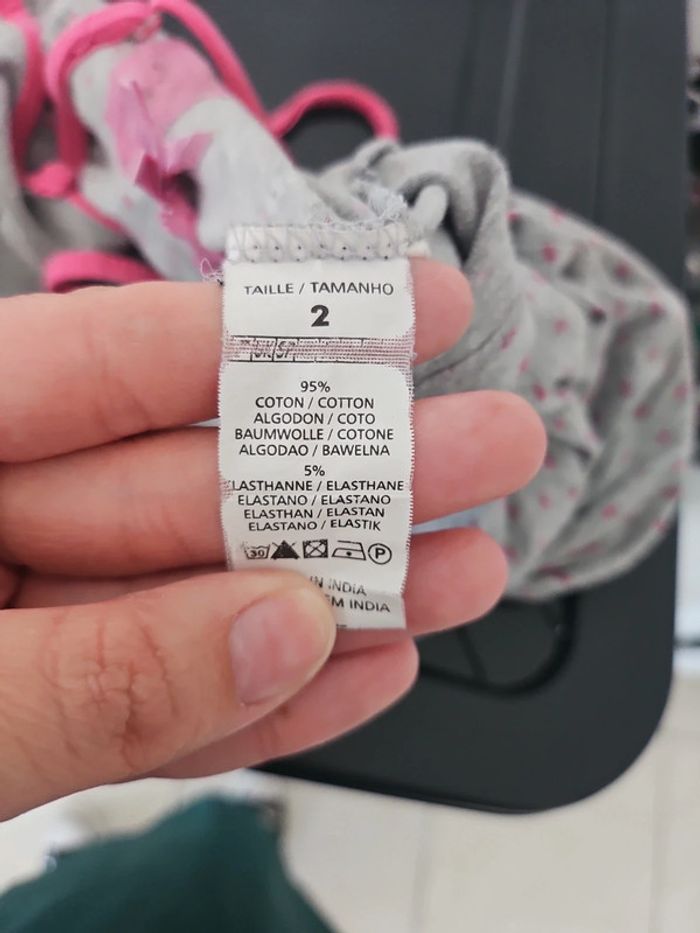 TAILLE / TAMANHO
2
95%
COTON / COTTON
ALGODON / COTO
BAUMWOLLE / COTONE
ALGODAO / BAWELNA
5%
LASTHANNE / ELASTHANE
ELASTANO / ELASTANO
ELASTHAN / ELASTAN
ELASTANO / ELASTIK
30 P
IN INDIA
EM INDIA